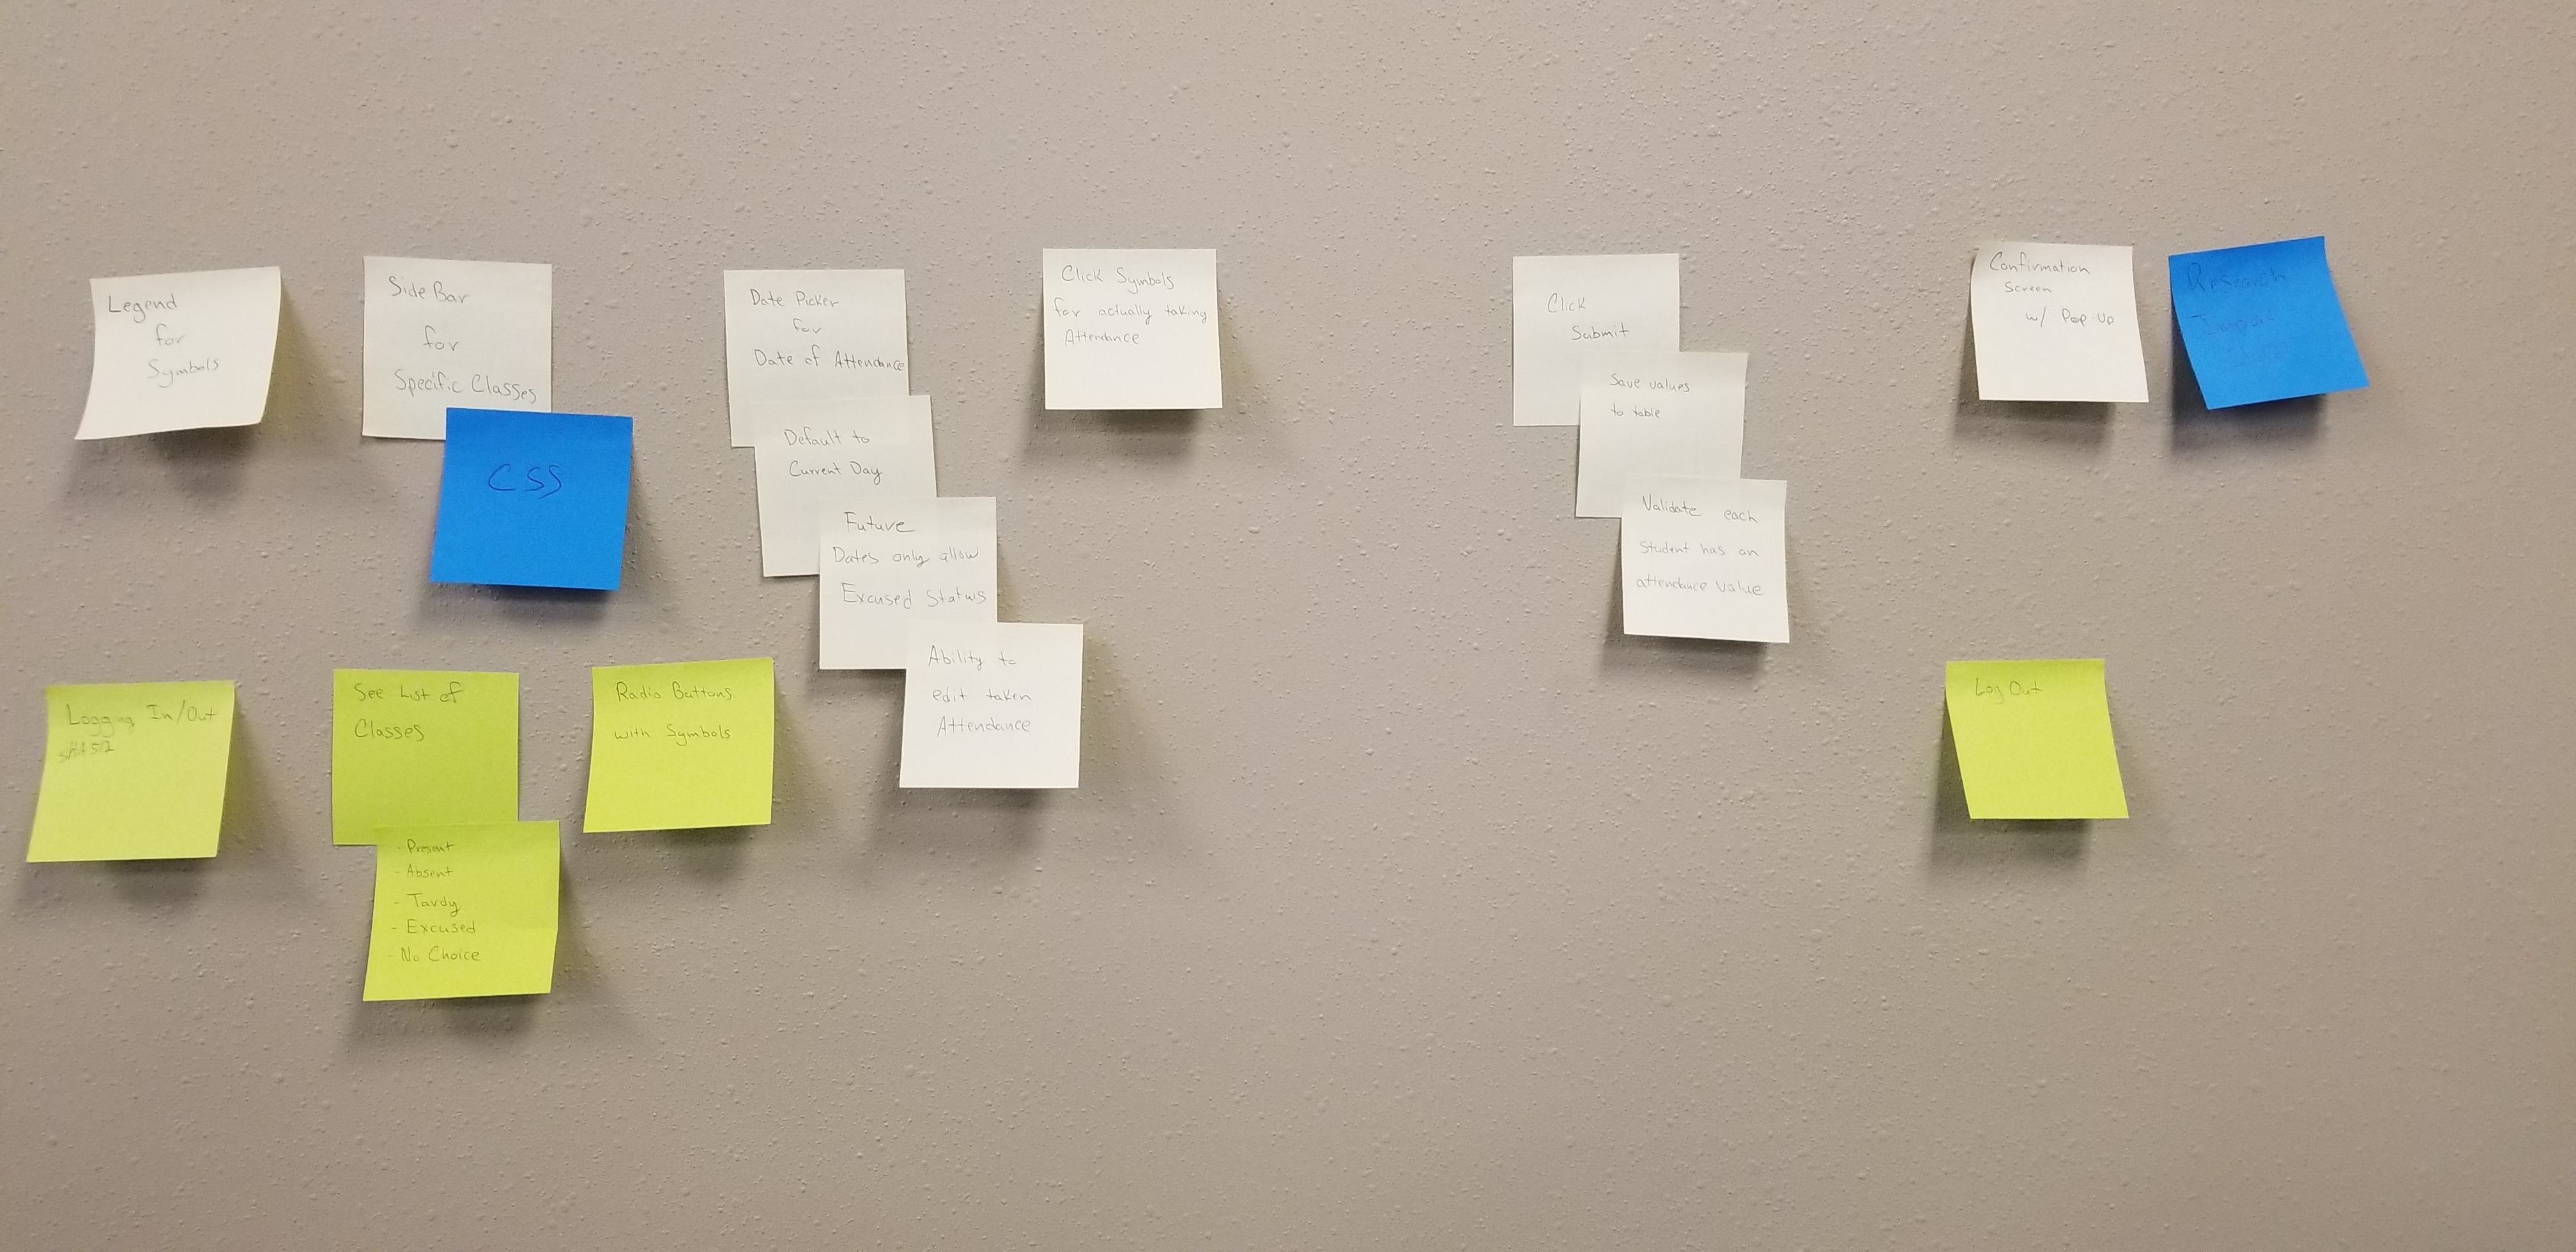 Legend
for
Symbols
Side Bar
for
Specific Classes
CSS
Date Picker
for
Date of Attendance
Default to
Current Day
Future
Dates only allow
Excused Status
Ability to
edit taken
Attendance
Click Symbols
for actually taking
Attendance
Click
Submit
Save values
to table
Validate each
Student has an
attendance value
Confirmation
Screen
w/ Pop-Up
Research
Import
Logging In/Out
SHA512
See List of
Classes
- Present
- Absent
- Tardy
- Excused
- No Choice
Radio Buttons
with Symbols
Log Out